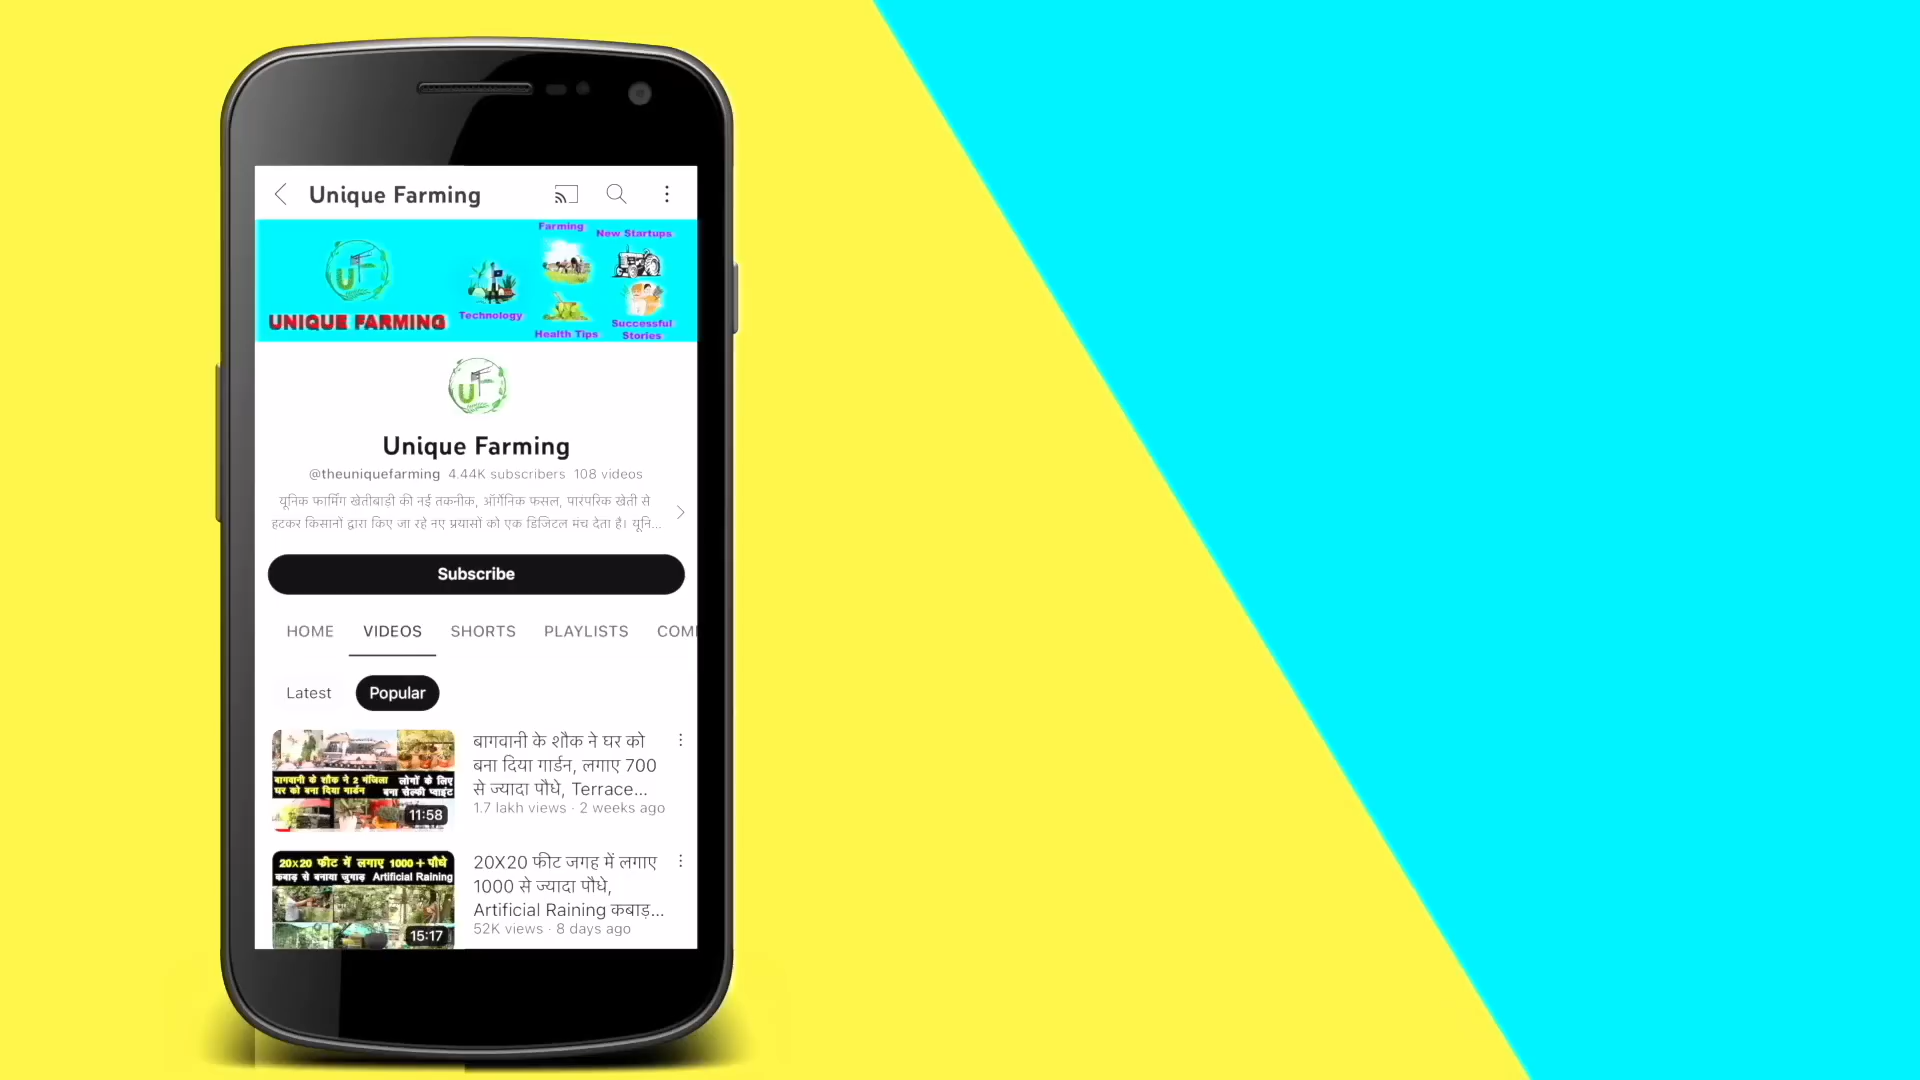 Unique Farming
Farming
New Startups
UF
Technology
UNIQUE FARMING
Health Tips
Successful
Stories
UF
Unique Farming
@theuniquefarming 4.44K subscribers 108 videos
यूनिक फार्मिंग खेतीबाड़ी की नई तकनीक, ऑर्गेनिक फसल, पारंपरिक खेती से
हटकर किसानों द्वारा किए जा रहे नए प्रयासों को एक डिजिटल मंच देता है। यूनि...
Subscribe
HOME VIDEOS SHORTS PLAYLISTS COM
Latest Popular
बागवानी के शौक ने 2 मंजिला
घर को बना दिया गार्डन
लोगों के लिए
बना सेल्फी प्वाइंट
11:58
बागवानी के शौक ने घर को
बना दिया गार्डन, लगाए 700
से ज्यादा पौधे, Terrace...
1.7 lakh views · 2 weeks ago
20x20 फीट में लगाए 1000+ पौधे
कबाड़ से बनाया जुगाड़ Artificial Raining
15:17
20X20 फीट जगह में लगाए
1000 से ज्यादा पौधे,
Artificial Raining कबाड़...
52K views · 8 days ago